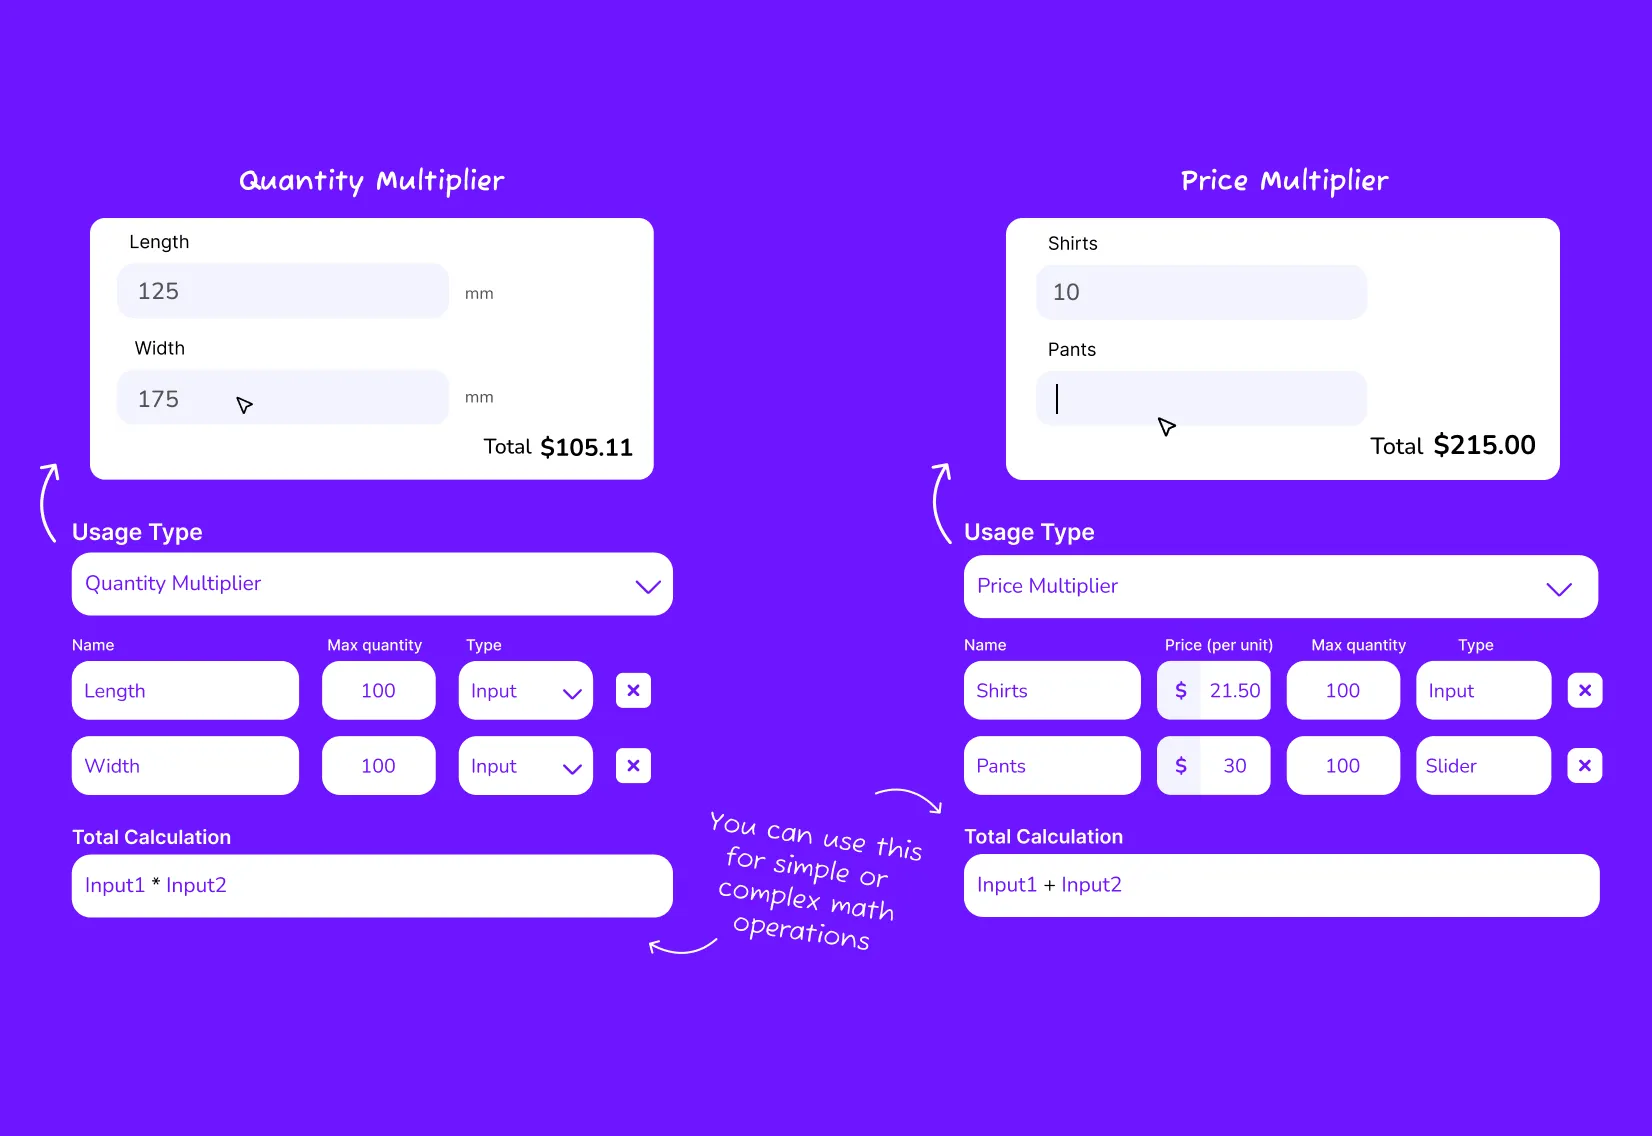 Quantity Multiplier
Length
125 mm
Width
175 mm
Total $105.11
Usage Type
Quantity Multiplier
Name Max quantity Type
Length 100 Input ×
Width 100 Input ×
Total Calculation
Input1 * Input2
You can use this
for simple or
complex math
operations
Price Multiplier
Shirts
10
Pants
Total $215.00
Usage Type
Price Multiplier
Name Price (per unit) Max quantity Type
Shirts $ 21.50 100 Input ×
Pants $ 30 100 Slider ×
Total Calculation
Input1 + Input2